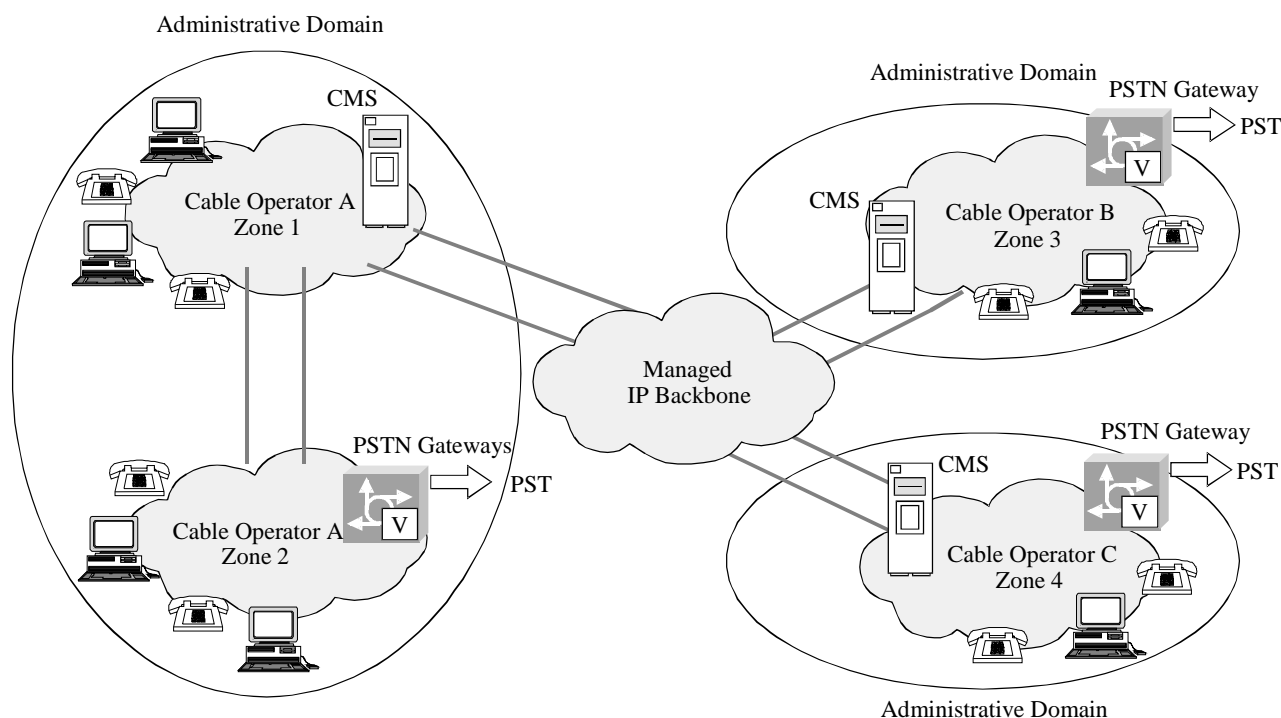 Administrative Domain
CMS
Cable Operator A
Zone 1
PSTN Gateways
PST
V
Cable Operator A
Zone 2
Managed
IP Backbone
Administrative Domain
PSTN Gateway
PST
V
CMS
Cable Operator B
Zone 3
PSTN Gateway
PST
V
CMS
Cable Operator C
Zone 4
Administrative Domain